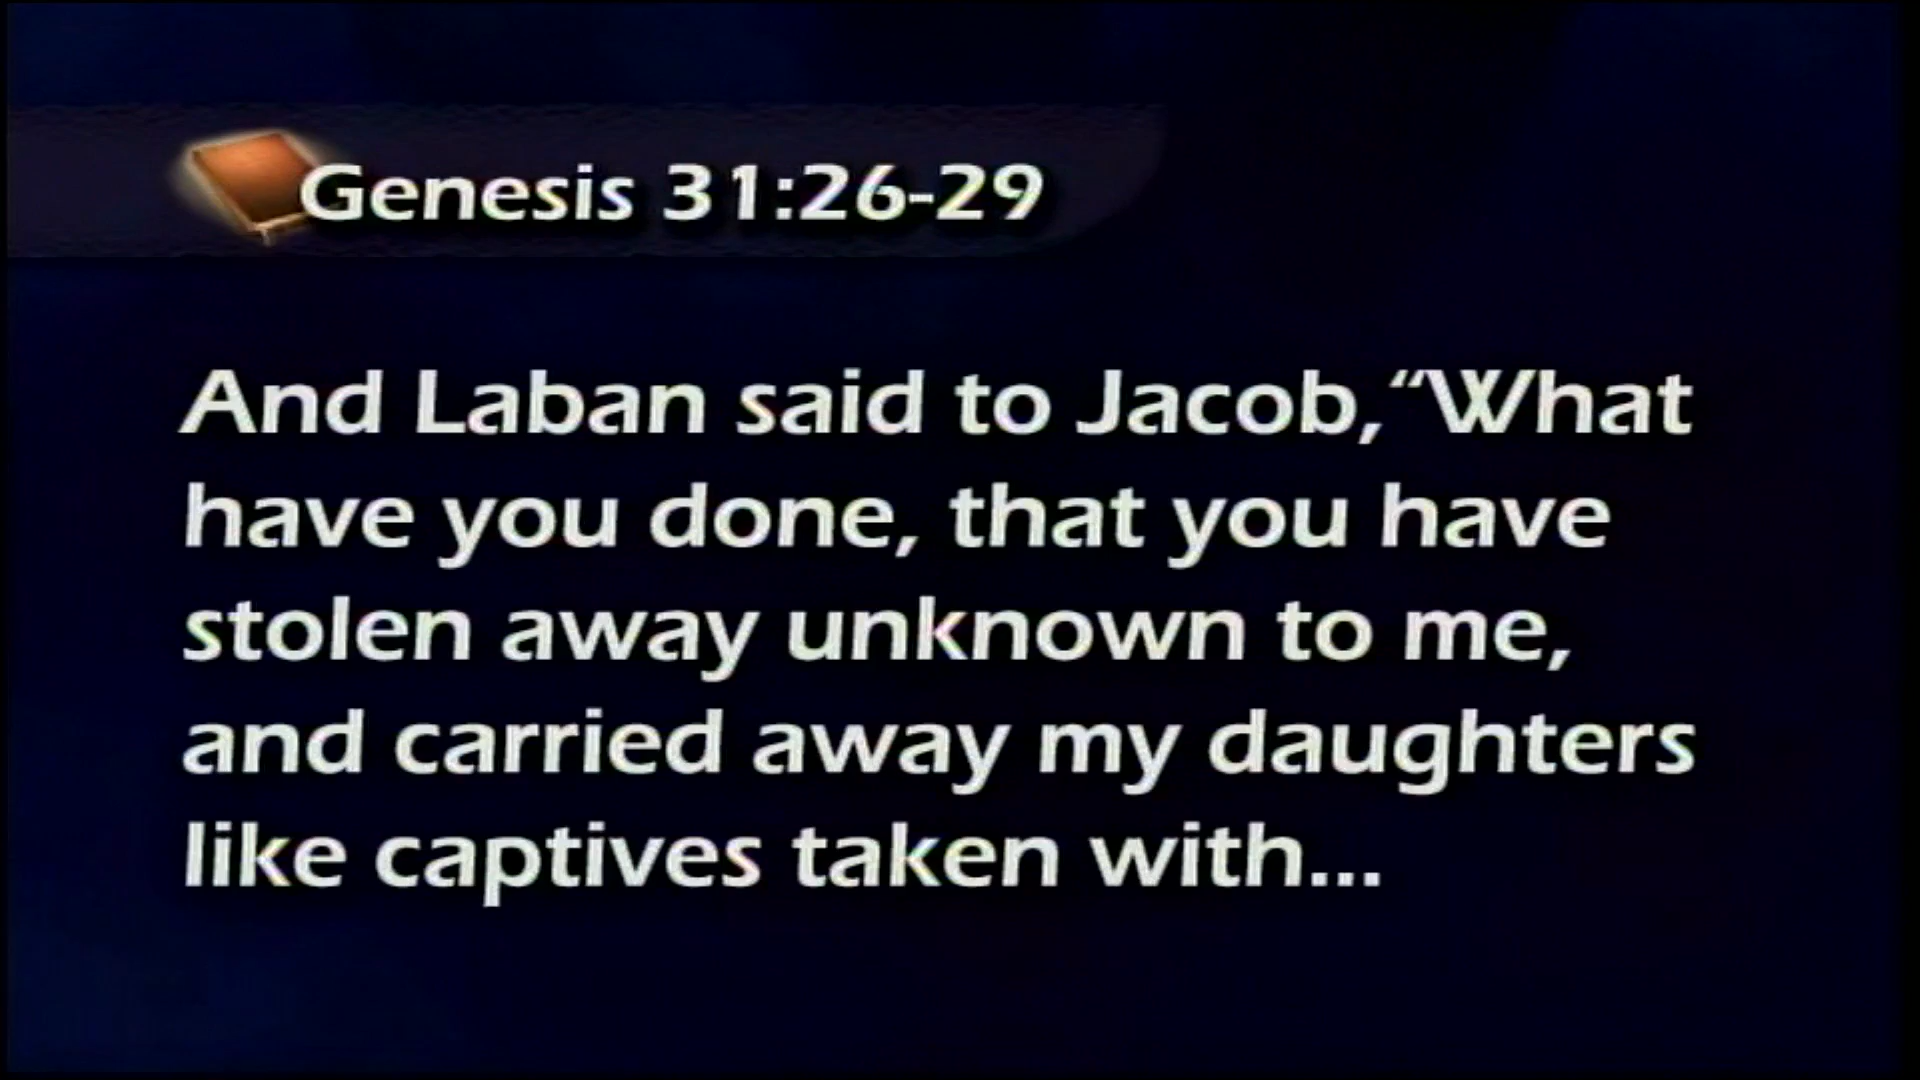 Genesis 31:26-29
And Laban said to Jacob, “What
have you done, that you have
stolen away unknown to me,
and carried away my daughters
like captives taken with...